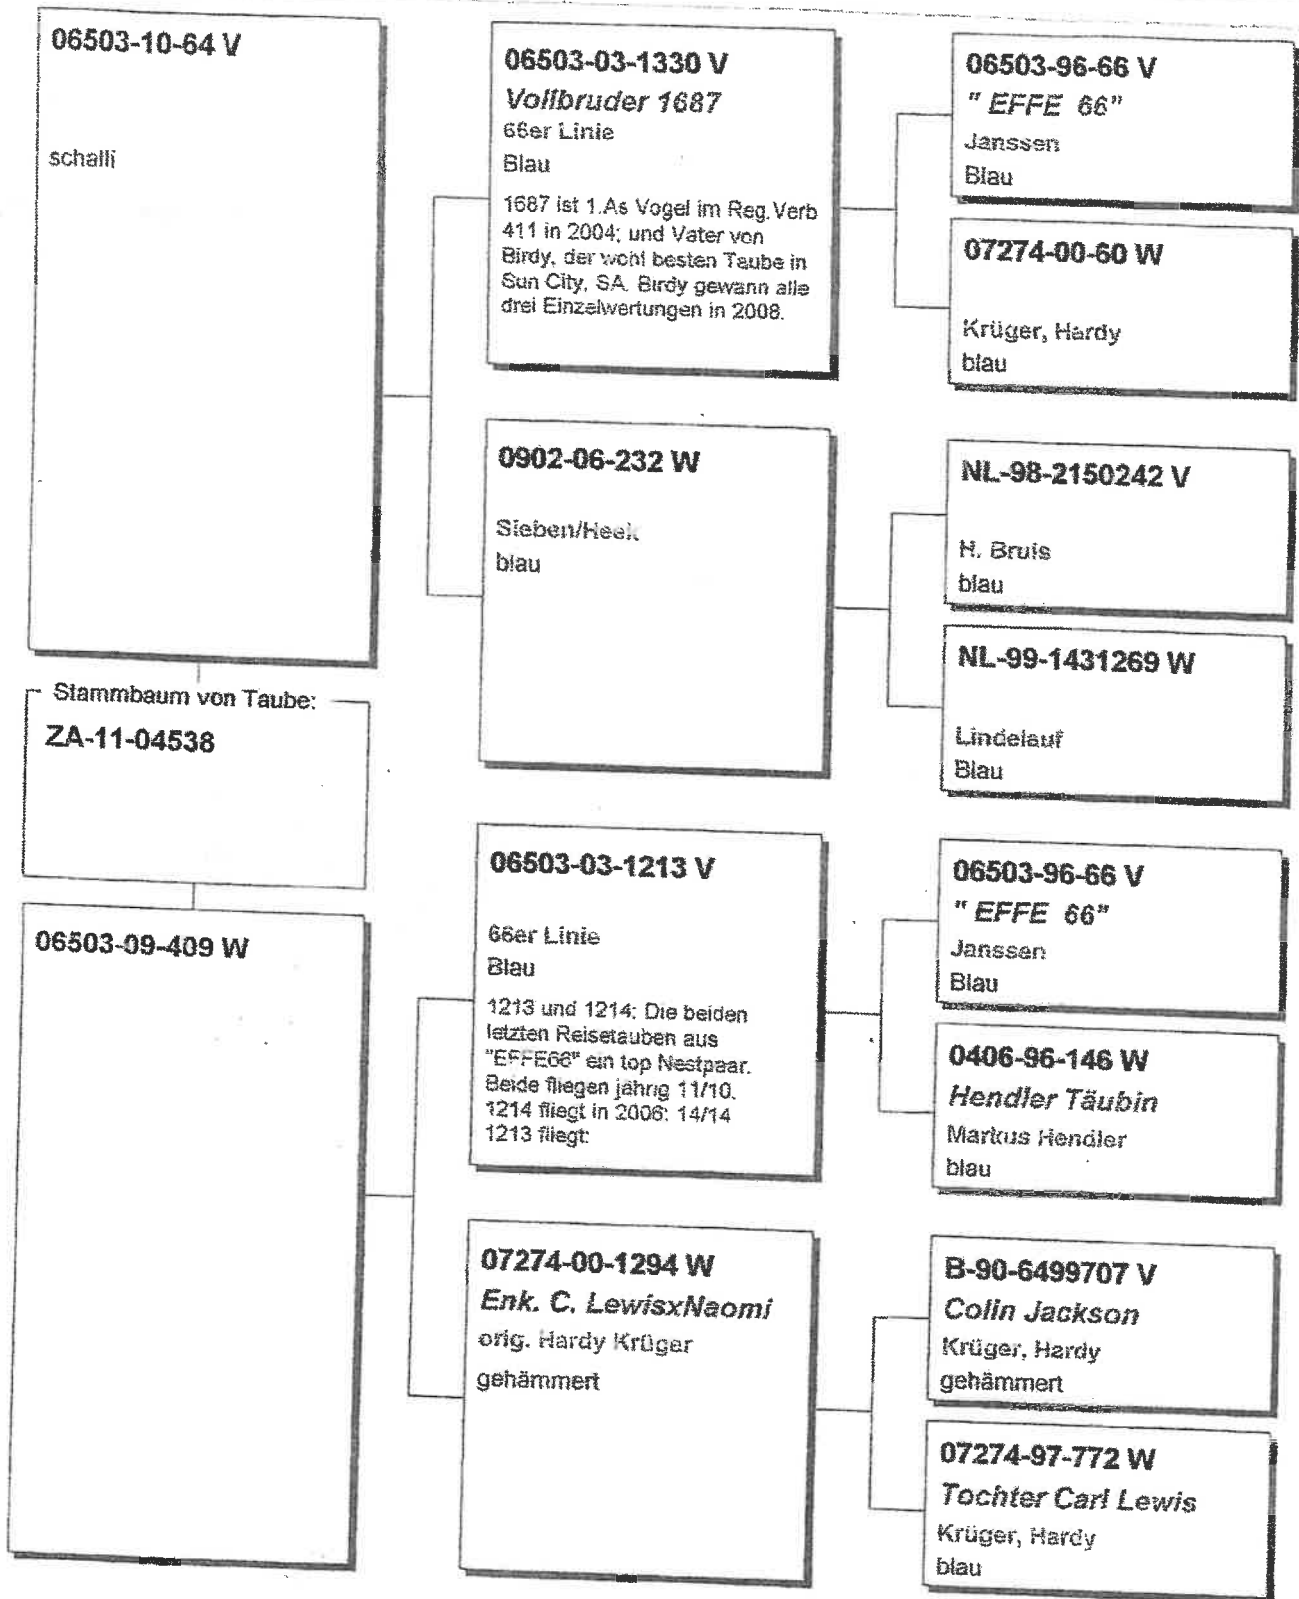 06503-10-64 V
schalli
Stammbaum von Taube:
ZA-11-04538
06503-09-409 W
06503-03-1330 V
Vollbruder 1687
66er Linie
Blau
1687 ist 1.As Vogel im Reg.Verb
411 in 2004; und Vater von
Birdy, der wohl besten Taube in
Sun City, SA. Birdy gewann alle
drei Einzelwertungen in 2008.
0902-06-232 W
Sieben/Heek
blau
06503-03-1213 V
66er Linie
Blau
1213 und 1214: Die beiden
letzten Reisetauben aus
"EFFE66" ein top Nestpaar.
Beide fliegen jährig 11/10.
1214 fliegt in 2006: 14/14
1213 fliegt:
07274-00-1294 W
Enk. C. LewisxNaomi
orig. Hardy Krüger
gehämmert
06503-96-66 V
" EFFE 66"
Janssen
Blau
07274-00-60 W
Krüger, Hardy
blau
NL-98-2150242 V
H. Bruis
blau
NL-99-1431269 W
Lindelauf
Blau
06503-96-66 V
" EFFE 66"
Janssen
Blau
0406-96-146 W
Hendler Täubin
Markus Hendler
blau
B-90-6499707 V
Colin Jackson
Krüger, Hardy
gehämmert
07274-97-772 W
Tochter Carl Lewis
Krüger, Hardy
blau